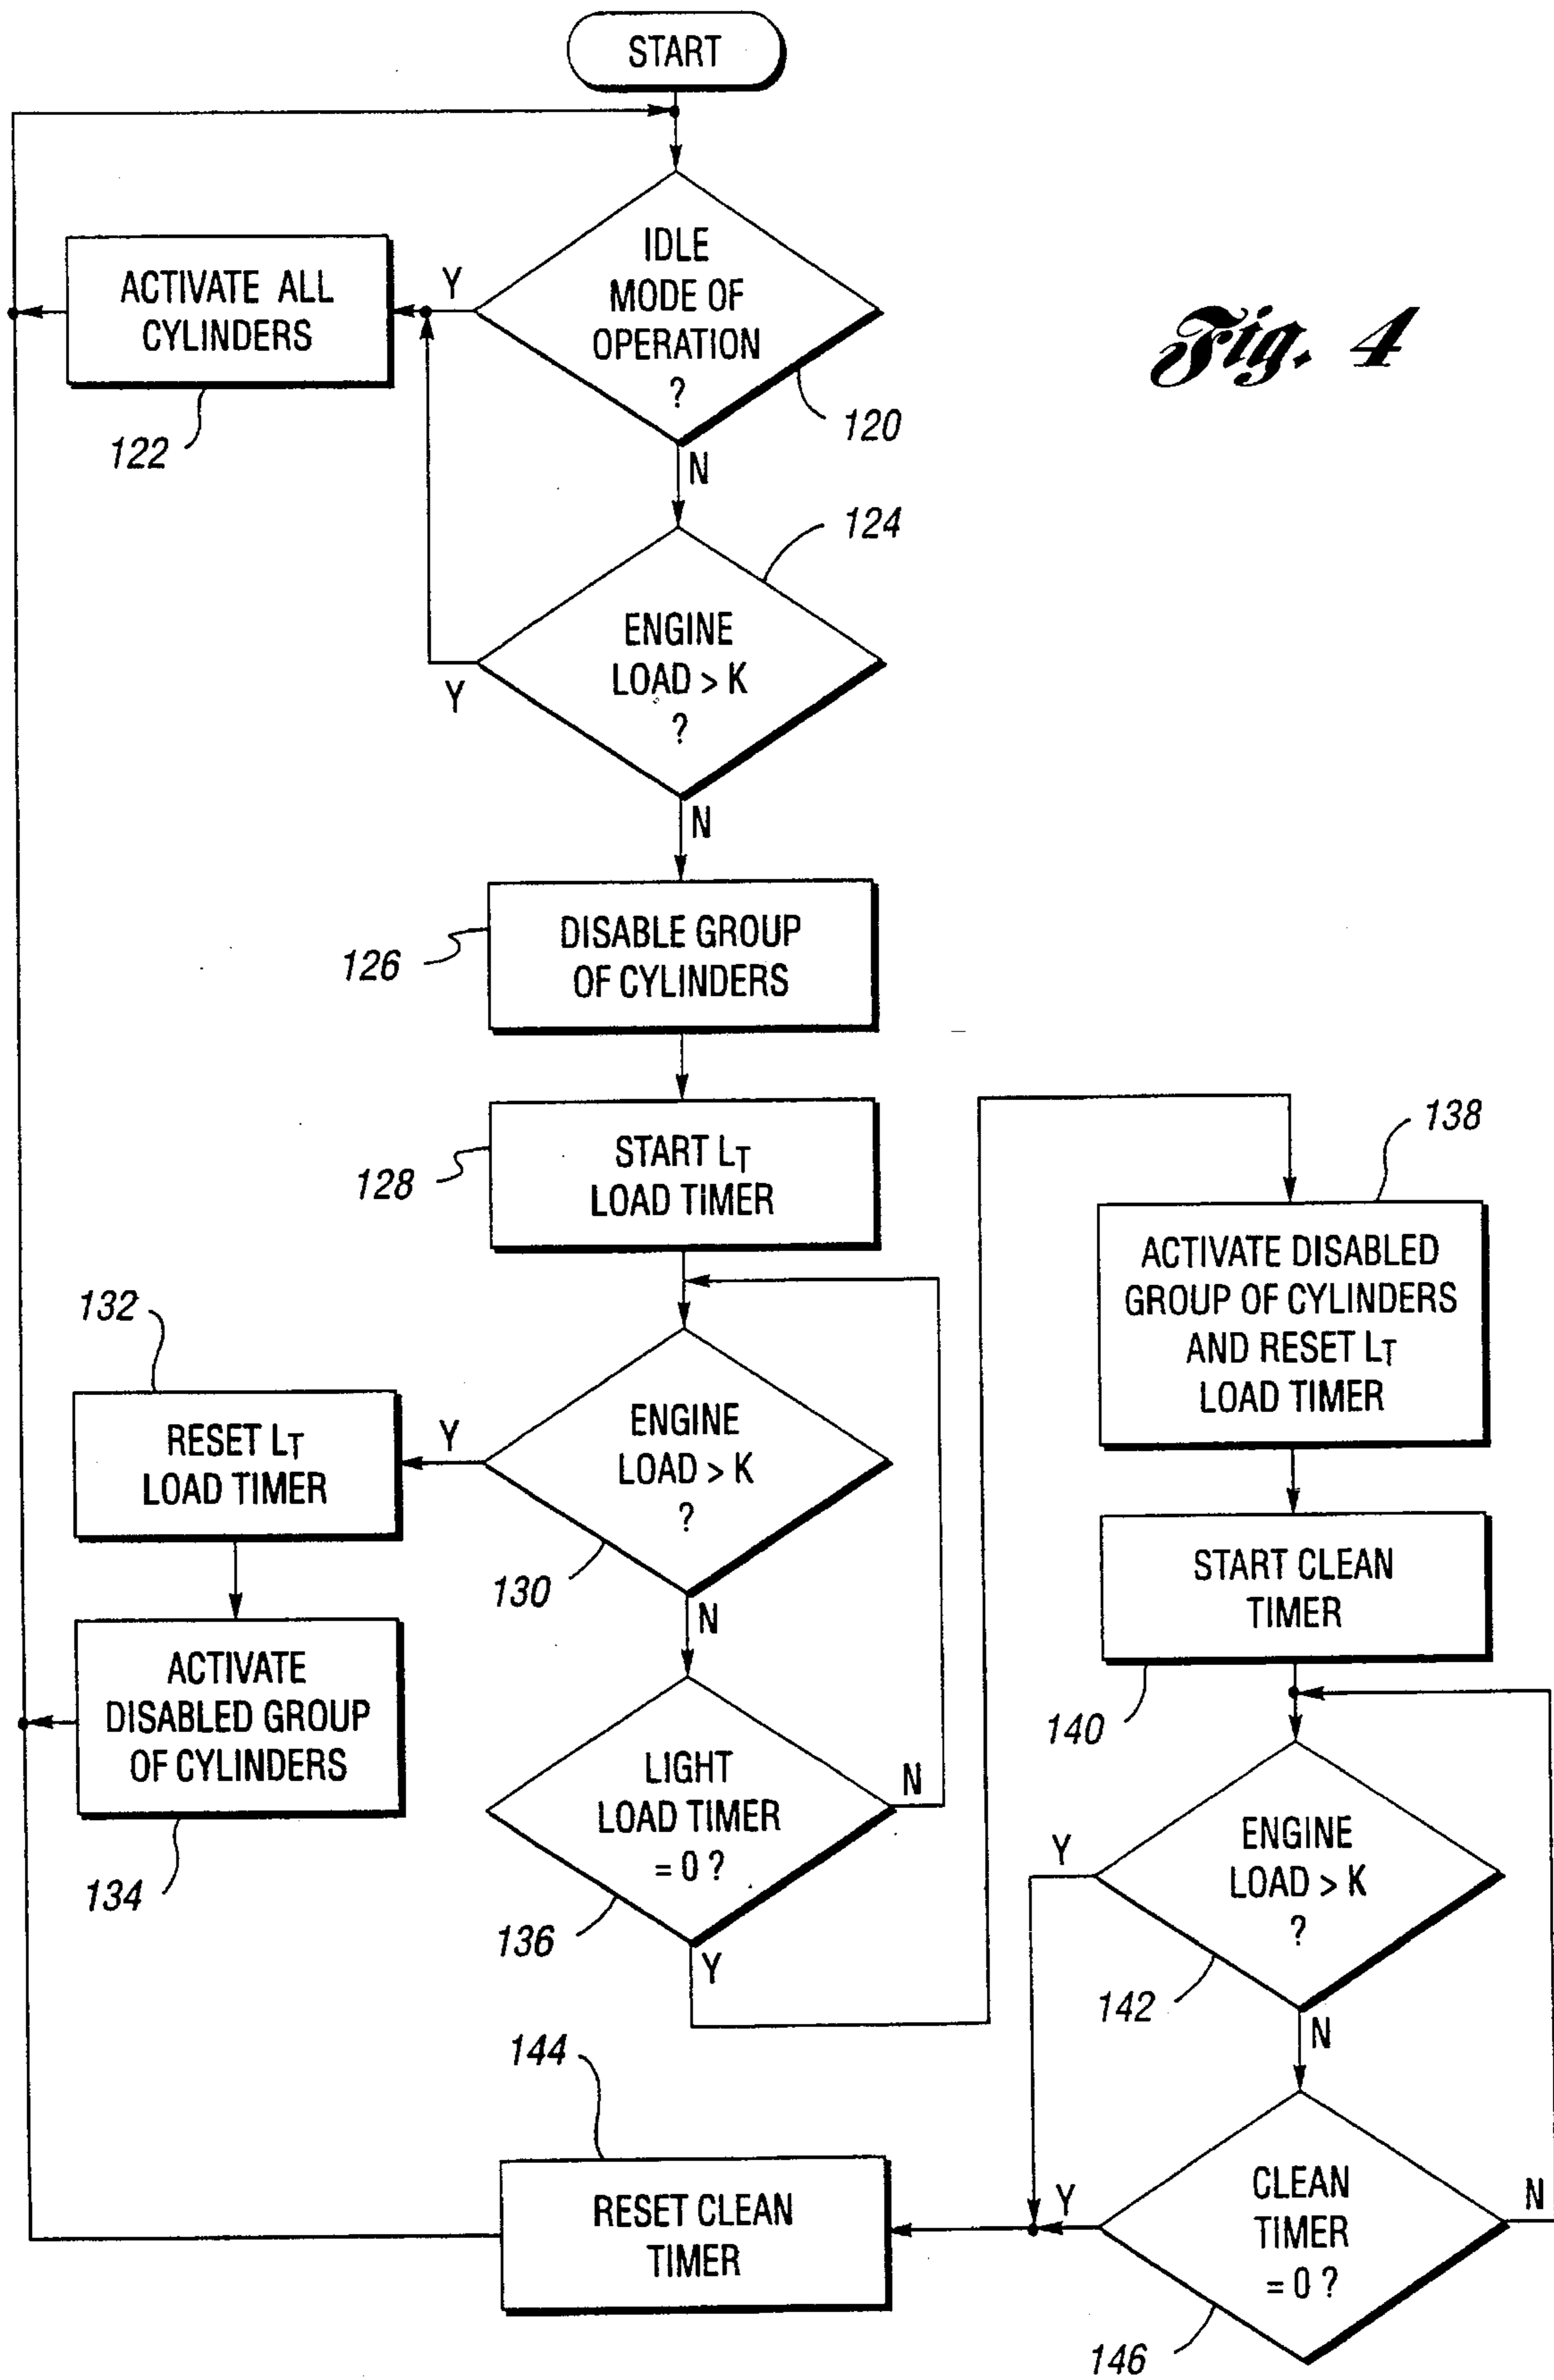 START
IDLE
MODE OF
OPERATION
?
120
Y
ACTIVATE ALL
CYLINDERS
122
Fig. 4
N
124
ENGINE
LOAD > K
?
Y
N
DISABLE GROUP
OF CYLINDERS
126
START LT
LOAD TIMER
128
ENGINE
LOAD > K
?
130
Y
132
RESET LT
LOAD TIMER
ACTIVATE
DISABLED GROUP
OF CYLINDERS
134
N
LIGHT
LOAD TIMER
= 0 ?
136
N
Y
138
ACTIVATE DISABLED
GROUP OF CYLINDERS
AND RESET LT
LOAD TIMER
START CLEAN
TIMER
140
ENGINE
LOAD > K
?
142
Y
N
CLEAN
TIMER
= 0 ?
146
N
Y
144
RESET CLEAN
TIMER